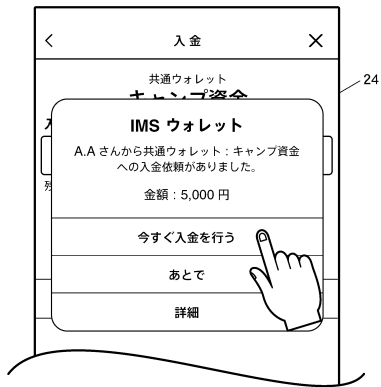 入金
共通ウォレット
キャンプ資金
IMS ウォレット
A.A さんから共通ウォレット：キャンプ資金
への入金依頼がありました。
金額：5,000 円
今すぐ入金を行う
あとで
詳細
24